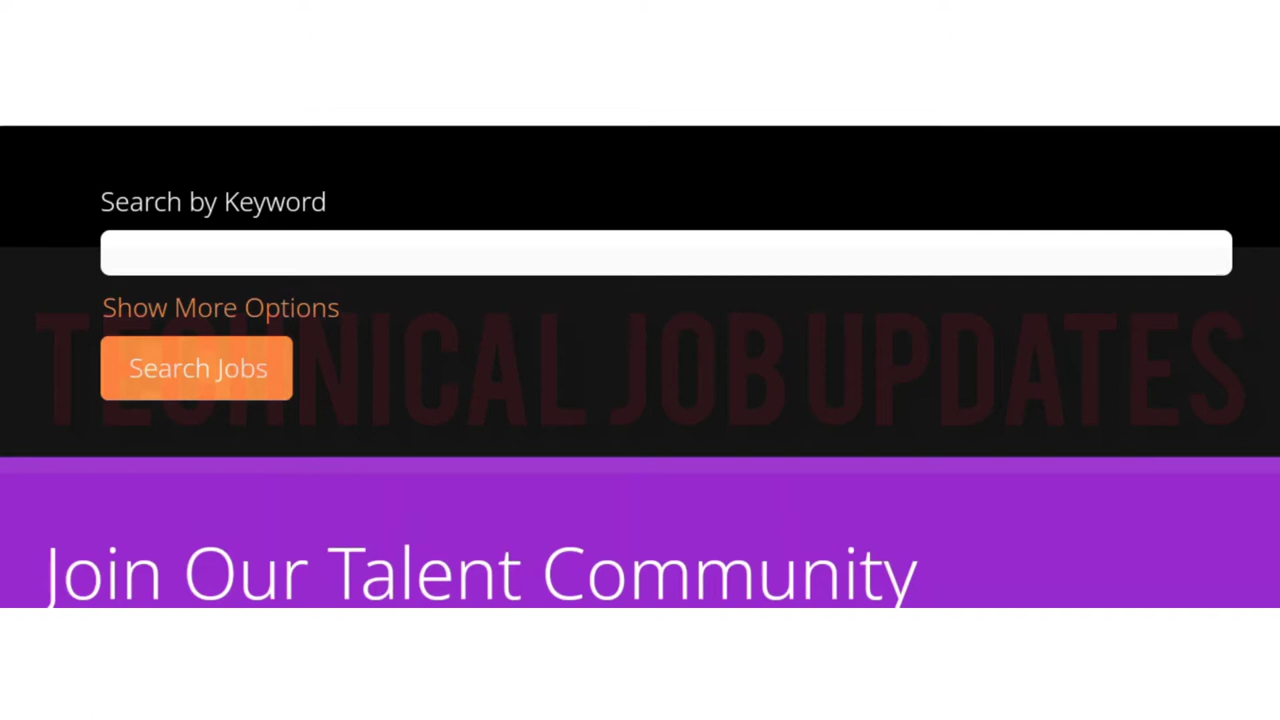 Search by Keyword
Show More Options
TECHNICAL JOB UPDATES
Search Jobs
Join Our Talent Community